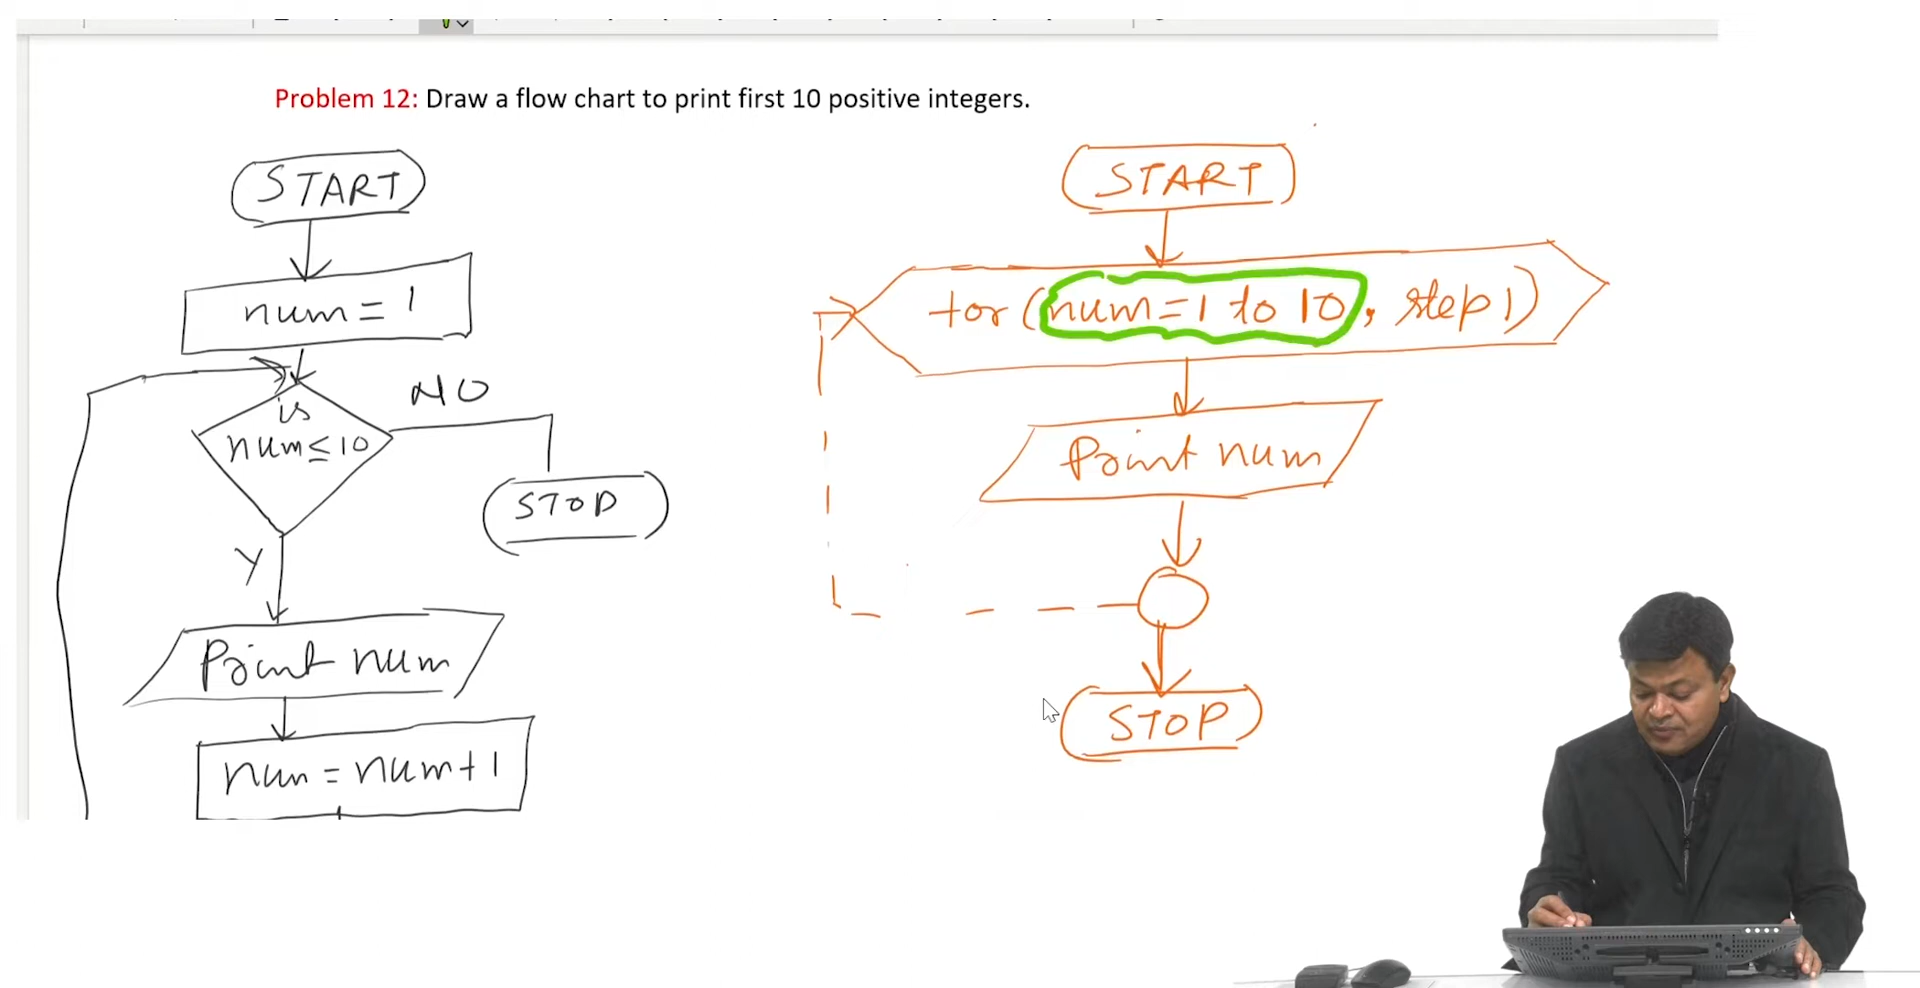 Problem 12: Draw a flow chart to print first 10 positive integers.
START
num = 1
is
num ≤ 10
NO
STOP
Y
Print num
num = num + 1
START
for (num = 1 to 10, step 1)
Print num
STOP